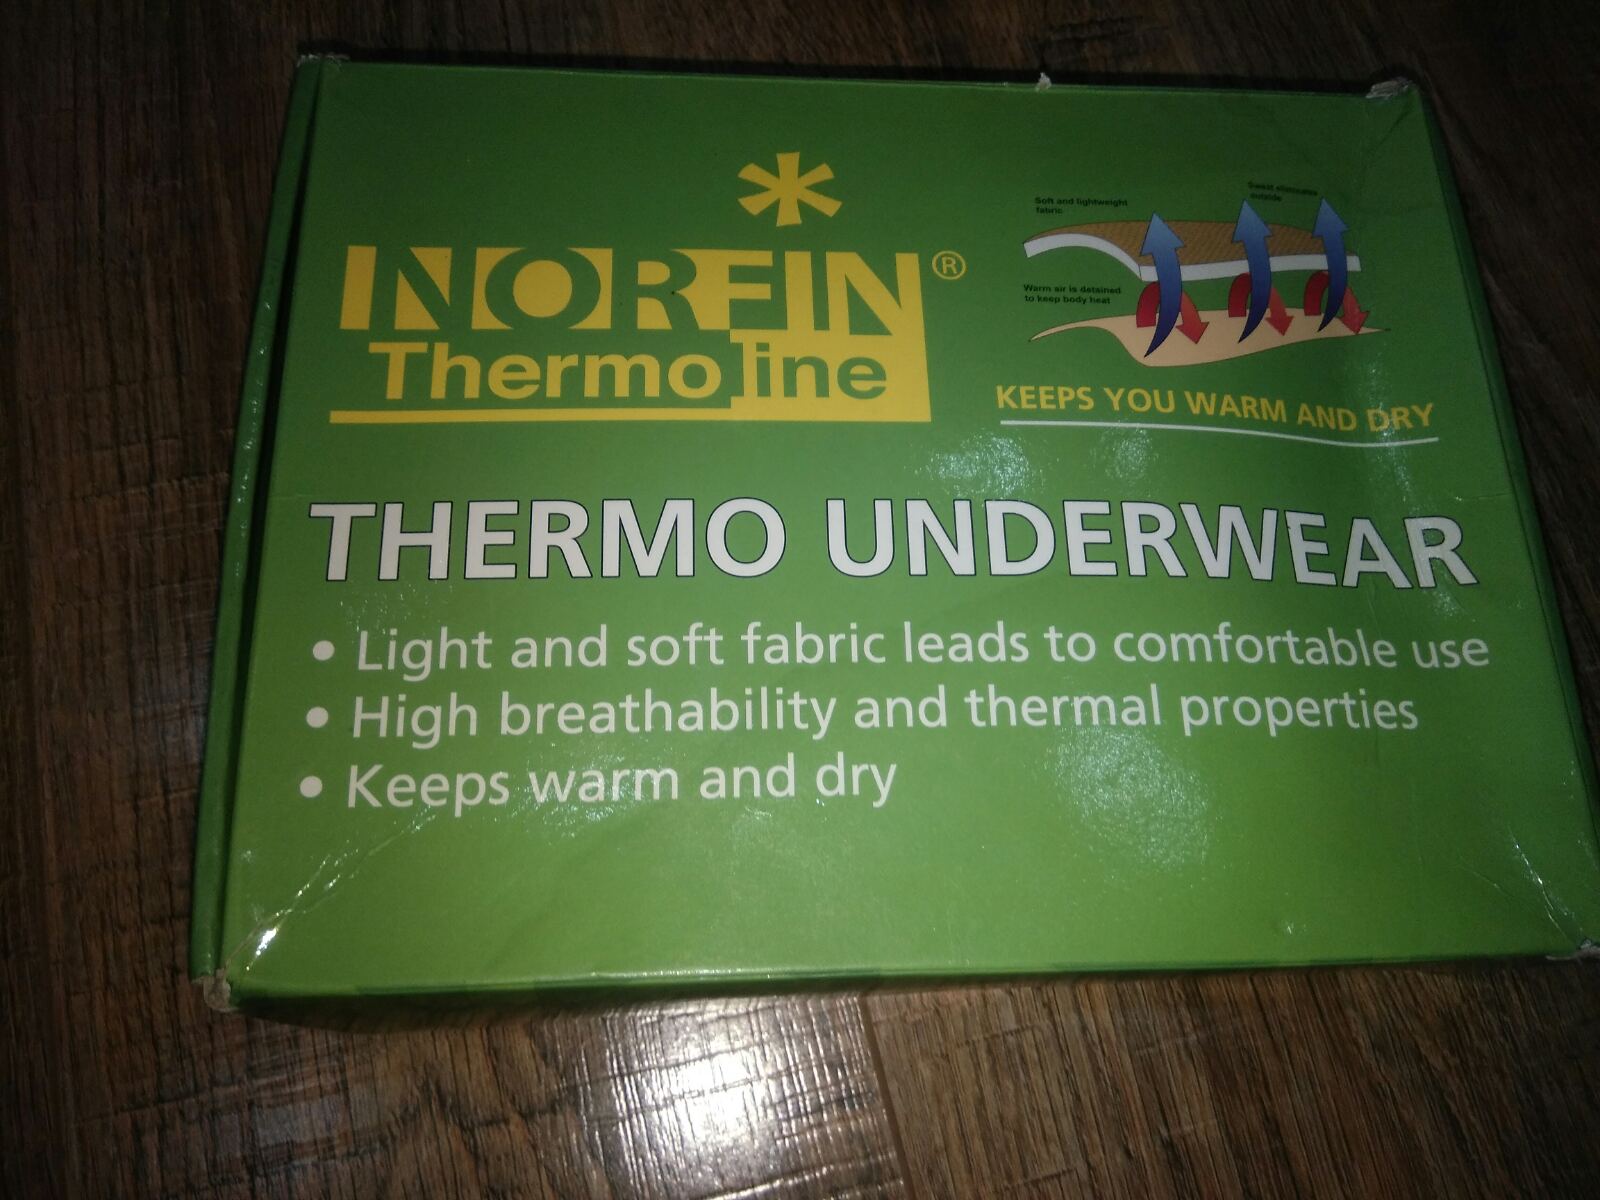 NORFIN®
Thermo line
Soft and lightweight
fabric
Sweat eliminates
outside
Warm air is detained
to keep body heat
KEEPS YOU WARM AND DRY
THERMO UNDERWEAR
• Light and soft fabric leads to comfortable use
• High breathability and thermal properties
• Keeps warm and dry